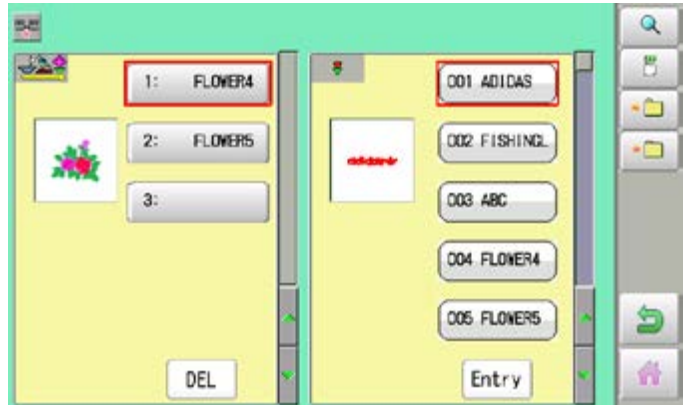 1: FLOWER4
2: FLOWER5
3:
DEL
001 ADIDAS
002 FISHINGL
003 ABC
004 FLOWER4
005 FLOWER5
Entry